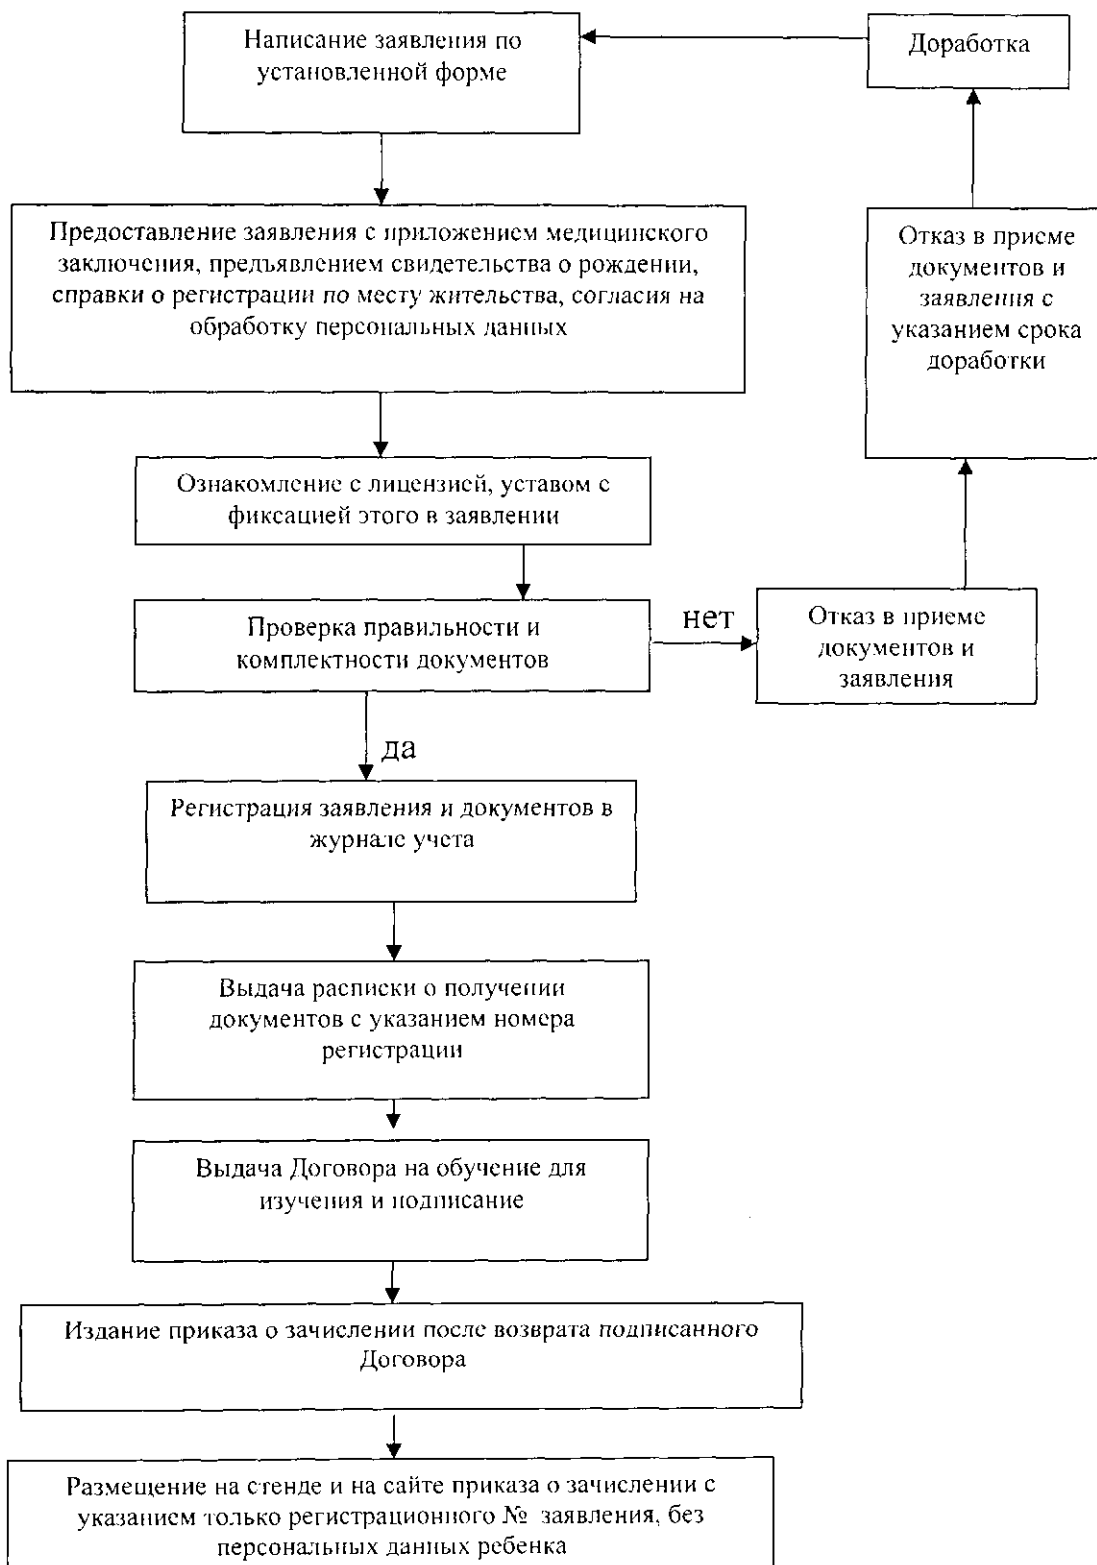 Написание заявления по
установленной форме
Доработка
Предоставление заявления с приложением медицинского
заключения, предъявлением свидетельства о рождении,
справки о регистрации по месту жительства, согласия на
обработку персональных данных
Отказ в приеме
документов и
заявления с
указанием срока
доработки
Ознакомление с лицензией, уставом с
фиксацией этого в заявлении
Проверка правильности и
комплектности документов
нет
Отказ в приеме
документов и
заявления
да
Регистрация заявления и документов в
журнале учета
Выдача расписки о получении
документов с указанием номера
регистрации
Выдача Договора на обучение для
изучения и подписание
Издание приказа о зачислении после возврата подписанного
Договора
Размещение на стенде и на сайте приказа о зачислении с
указанием только регистрационного № заявления, без
персональных данных ребенка